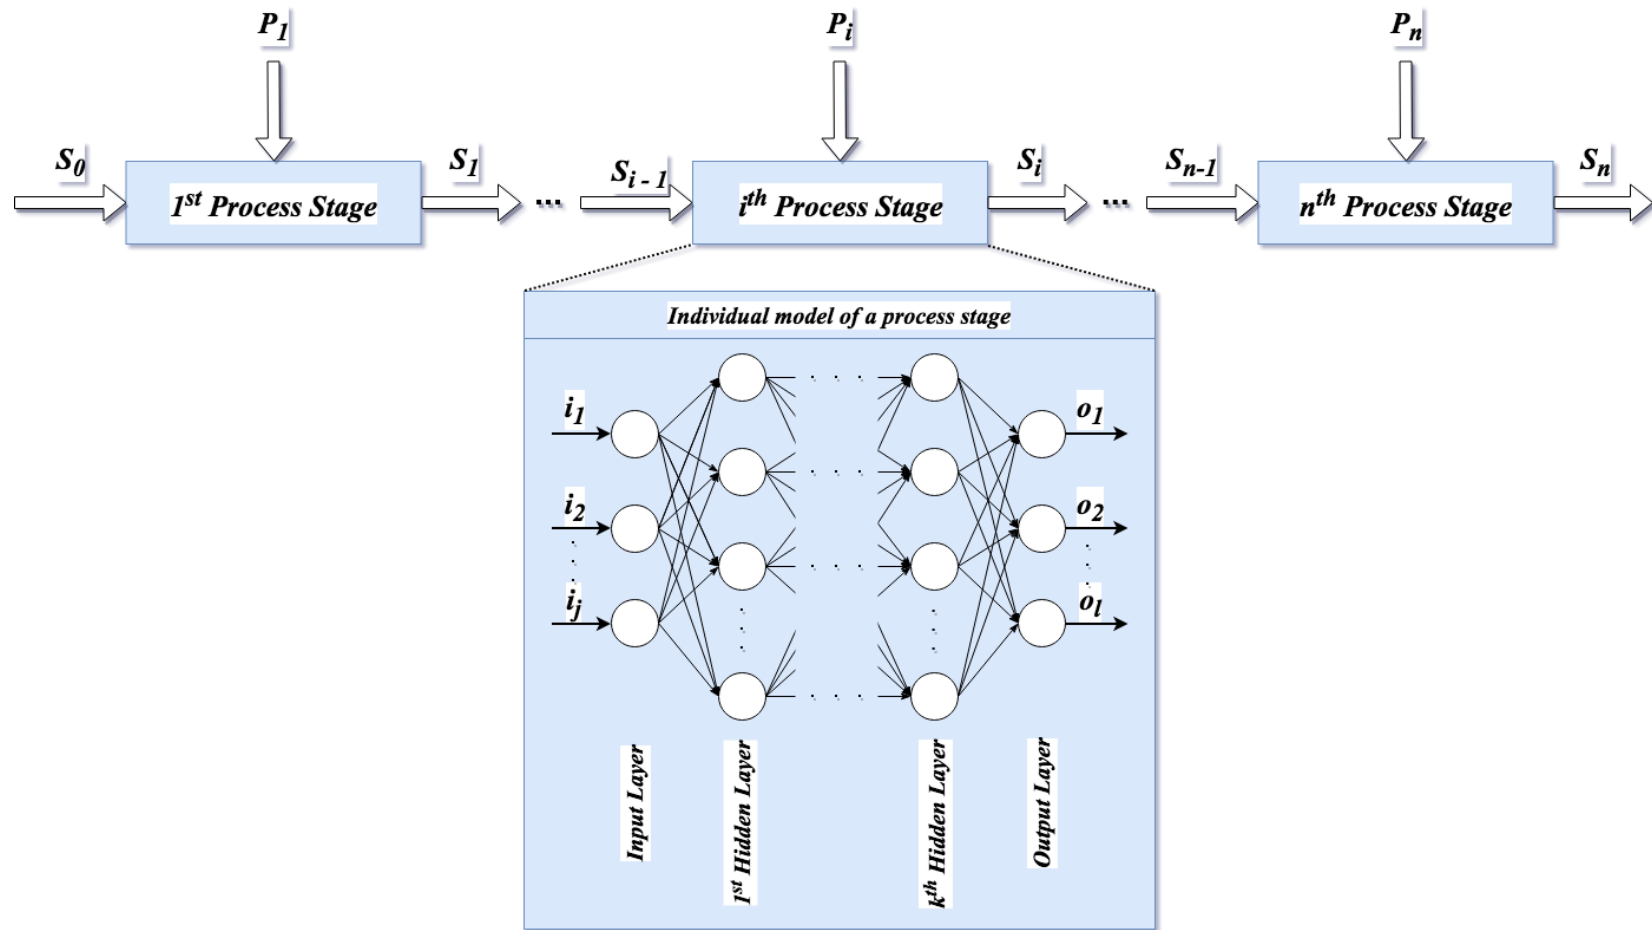 P1
Pi
Pn
S0
S1
Si - 1
Si
Sn-1
Sn
1st Process Stage
...
ith Process Stage
...
nth Process Stage
Individual model of a process stage
i1
o1
i2
o2
ij
ol
Input Layer
1st Hidden Layer
kth Hidden Layer
Output Layer